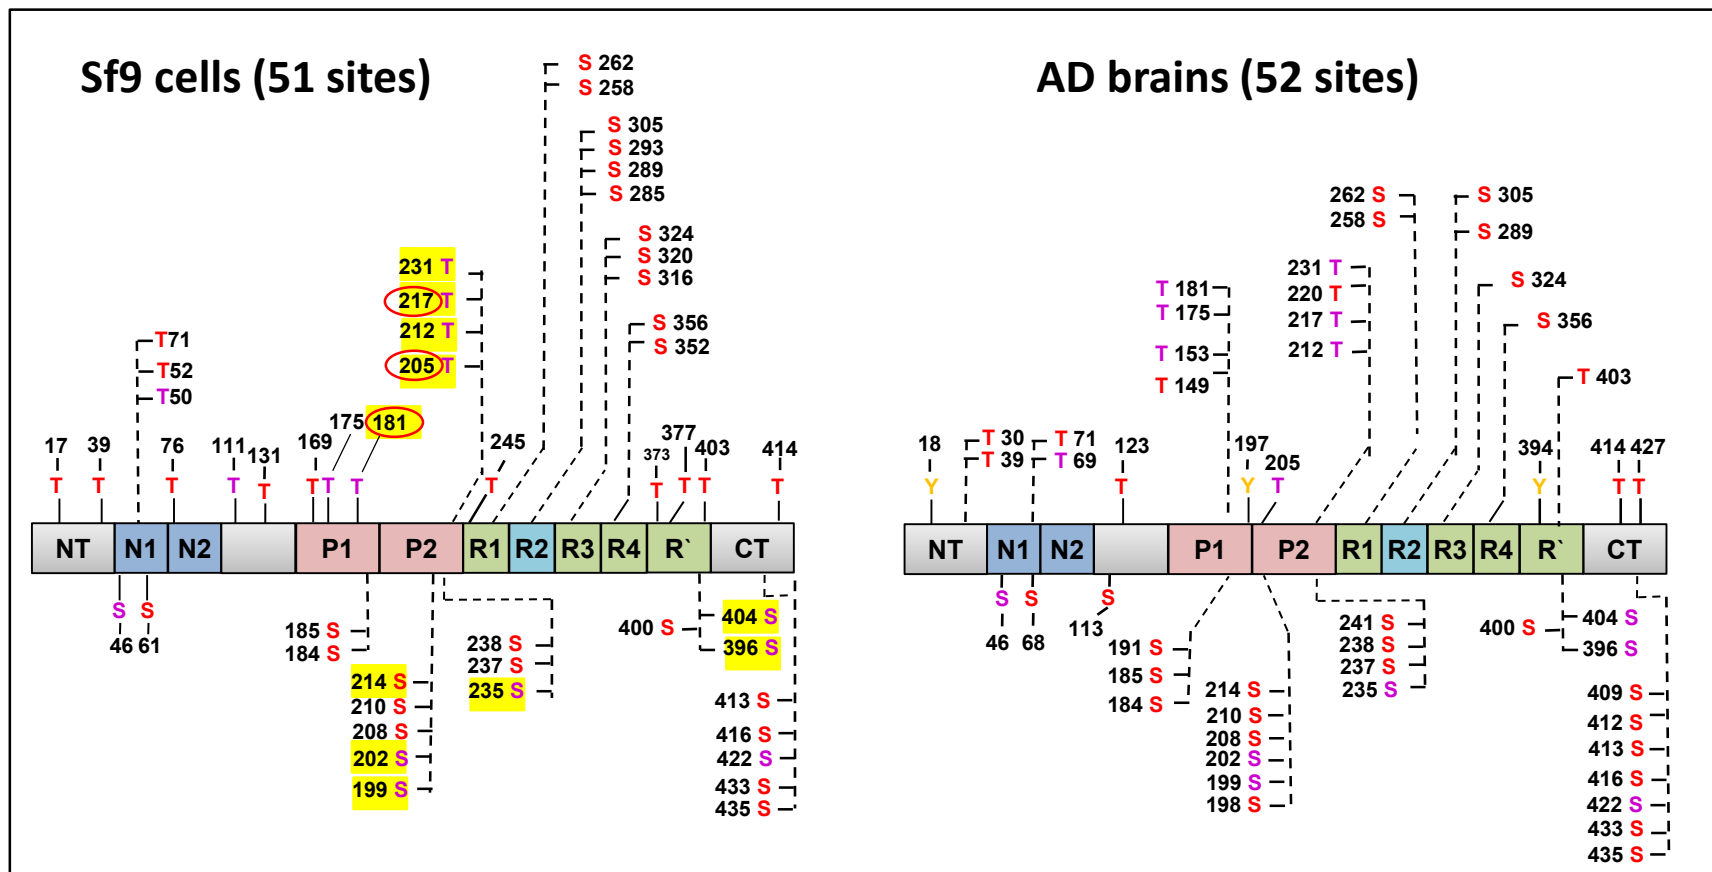 Sf9 cells (51 sites)
S 262
S 258
S 305
S 293
S 289
S 285
S 324
S 320
S 316
S 356
S 352
231 T
217 T
212 T
205 T
T71
T52
T50
175 181
17 39 76 111 131 169 245 373 377 403 414
T T T T T T T T T T T T T
NT N1 N2 P1 P2 R1 R2 R3 R4 R` CT
S S
46 61
185 S
184 S
214 S
210 S
208 S
202 S
199 S
238 S
237 S
235 S
400 S
404 S
396 S
413 S
416 S
422 S
433 S
435 S
AD brains (52 sites)
262 S
258 S
S 305
S 289
S 324
S 356
T 403
231 T
220 T
217 T
212 T
T 181
T 175
T 153
T 149
T 30
T 39
T 71
T 69
18 123 197 205 394 414 427
Y T Y T Y T T
NT N1 N2 P1 P2 R1 R2 R3 R4 R` CT
S S S
46 68 113
191 S
185 S
184 S
214 S
210 S
208 S
202 S
199 S
198 S
241 S
238 S
237 S
235 S
400 S
404 S
396 S
409 S
412 S
413 S
416 S
422 S
433 S
435 S